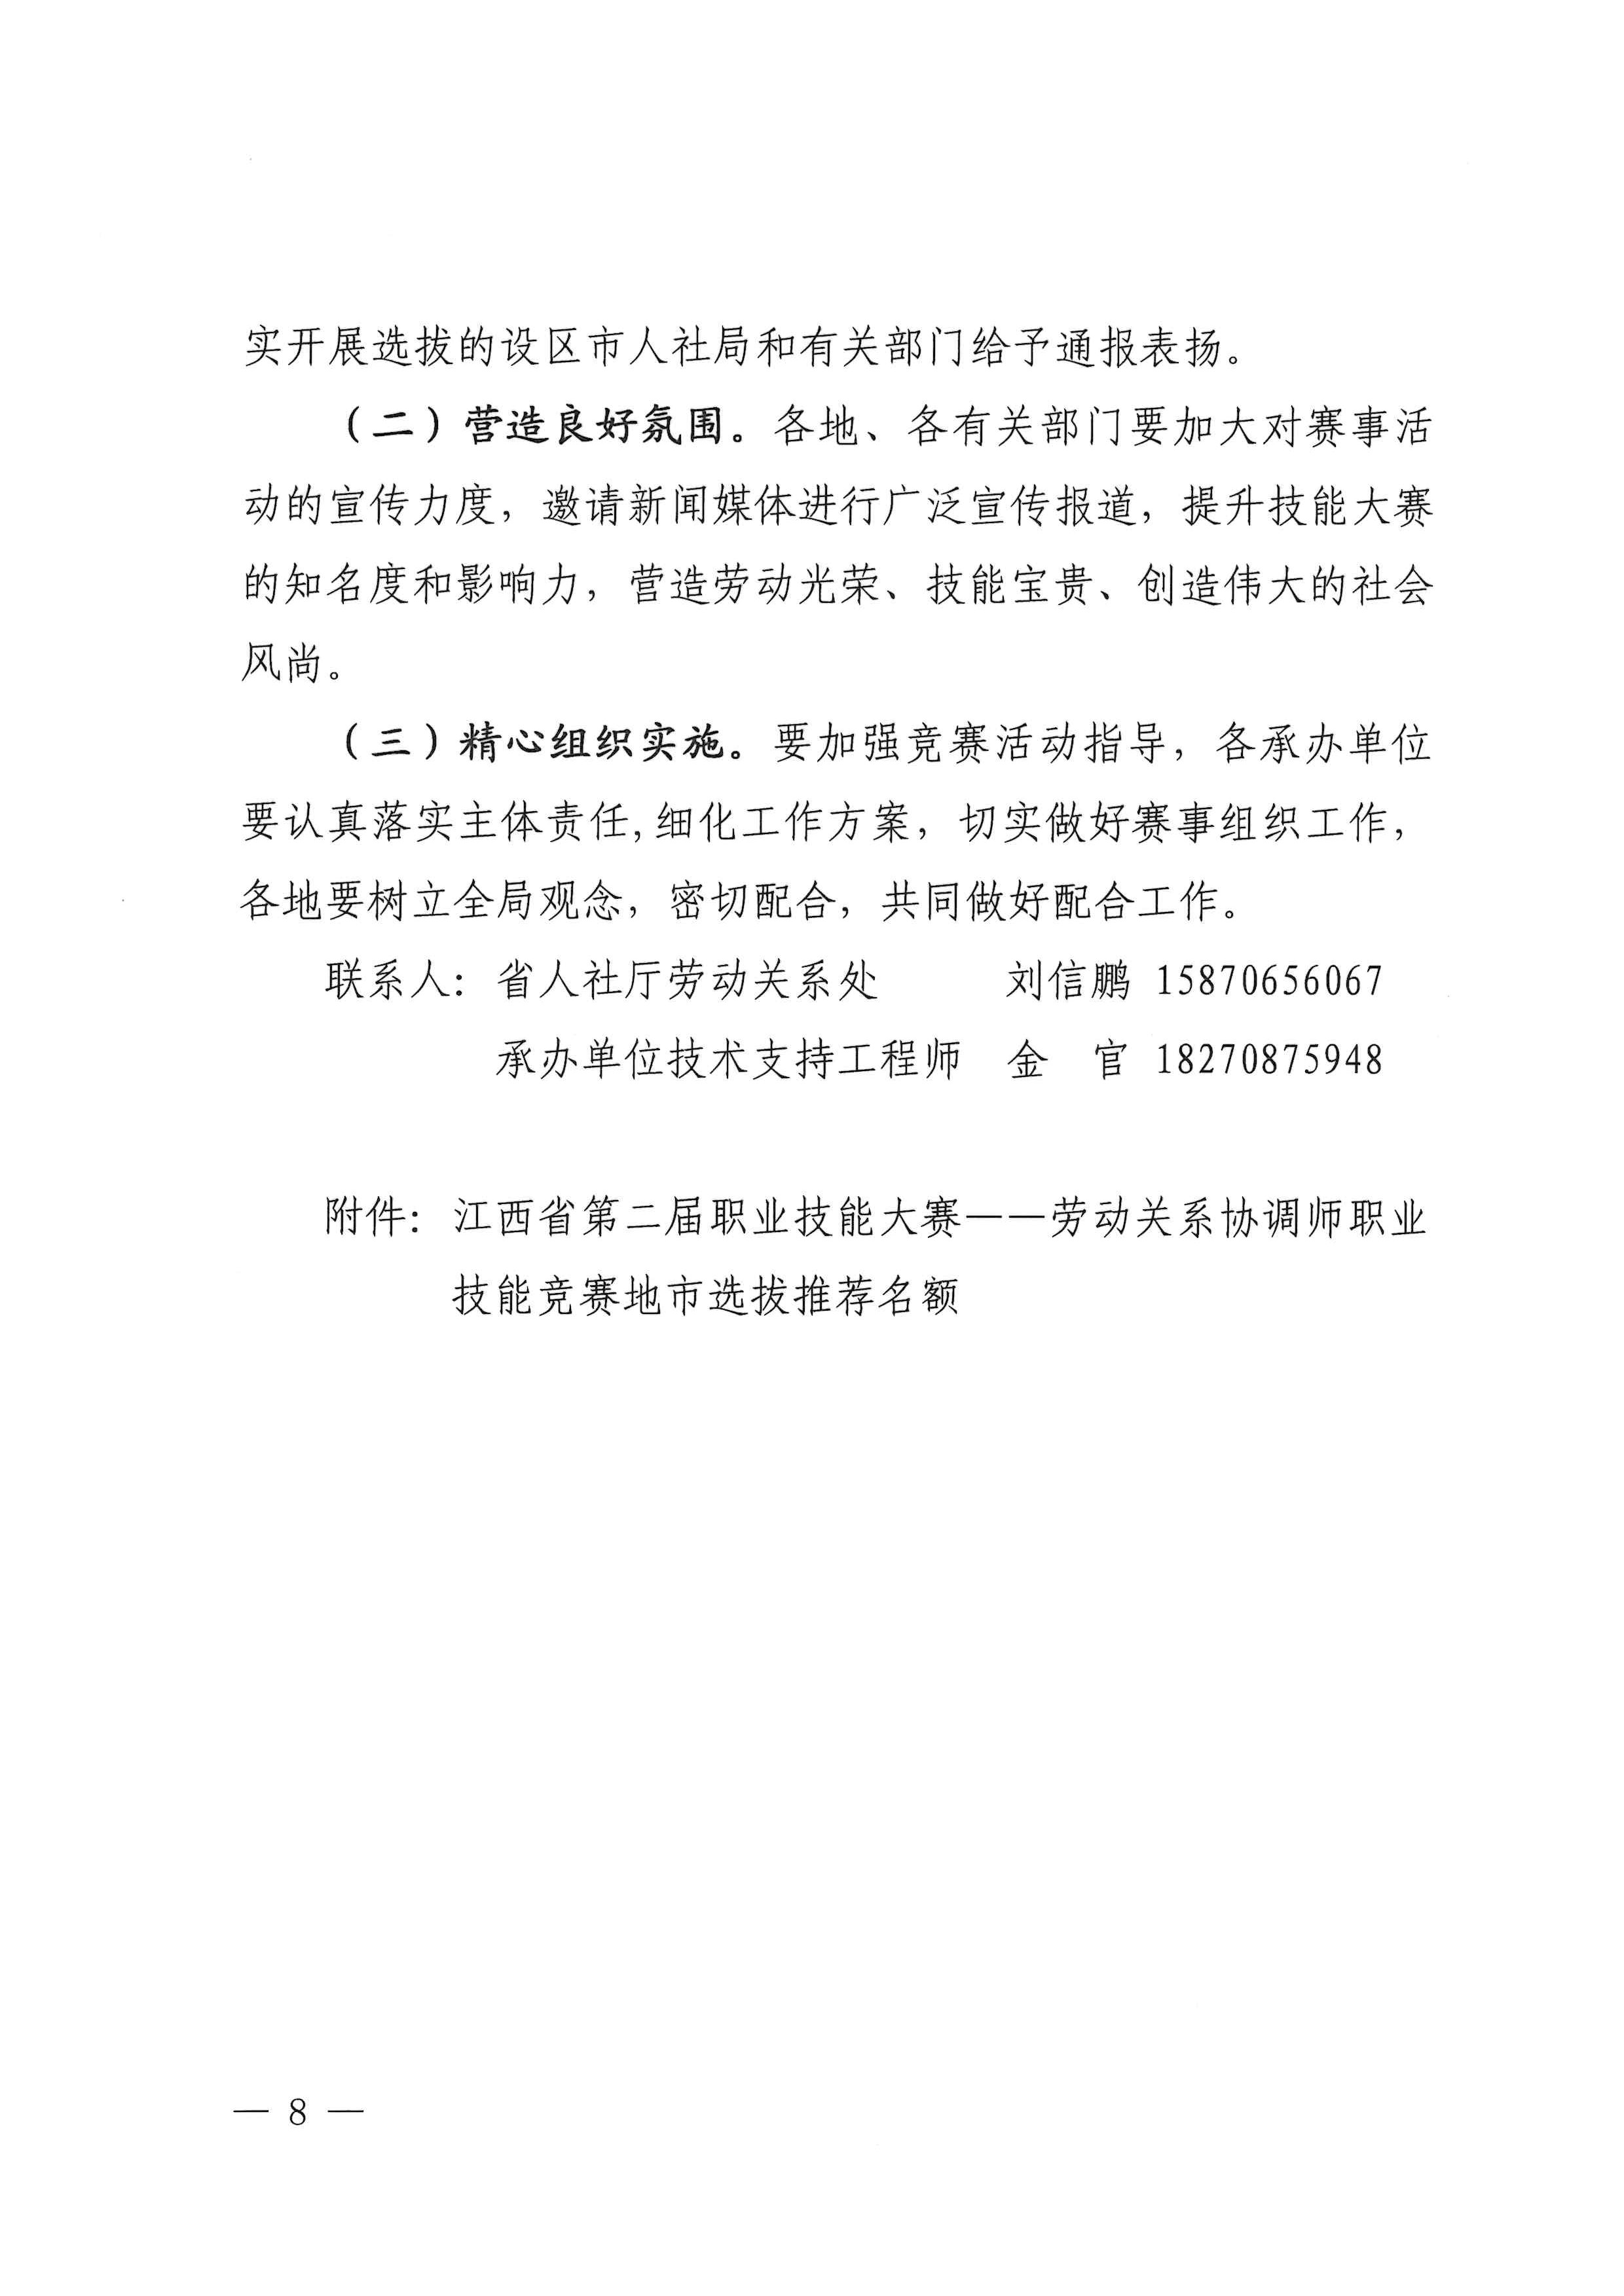 实开展选拔的设区市人社局和有关部门给予通报表扬。
（二）营造良好氛围。各地、各有关部门要加大对赛事活
动的宣传力度，邀请新闻媒体进行广泛宣传报道，提升技能大赛
的知名度和影响力，营造劳动光荣、技能宝贵、创造伟大的社会
风尚。
（三）精心组织实施。要加强竞赛活动指导，各承办单位
要认真落实主体责任,细化工作方案，切实做好赛事组织工作，
各地要树立全局观念，密切配合，共同做好配合工作。
联系人：省人社厅劳动关系处　　　刘信鹏 15870656067
承办单位技术支持工程师　金　官 18270875948
附件：江西省第二届职业技能大赛——劳动关系协调师职业
技能竞赛地市选拔推荐名额
— 8 —